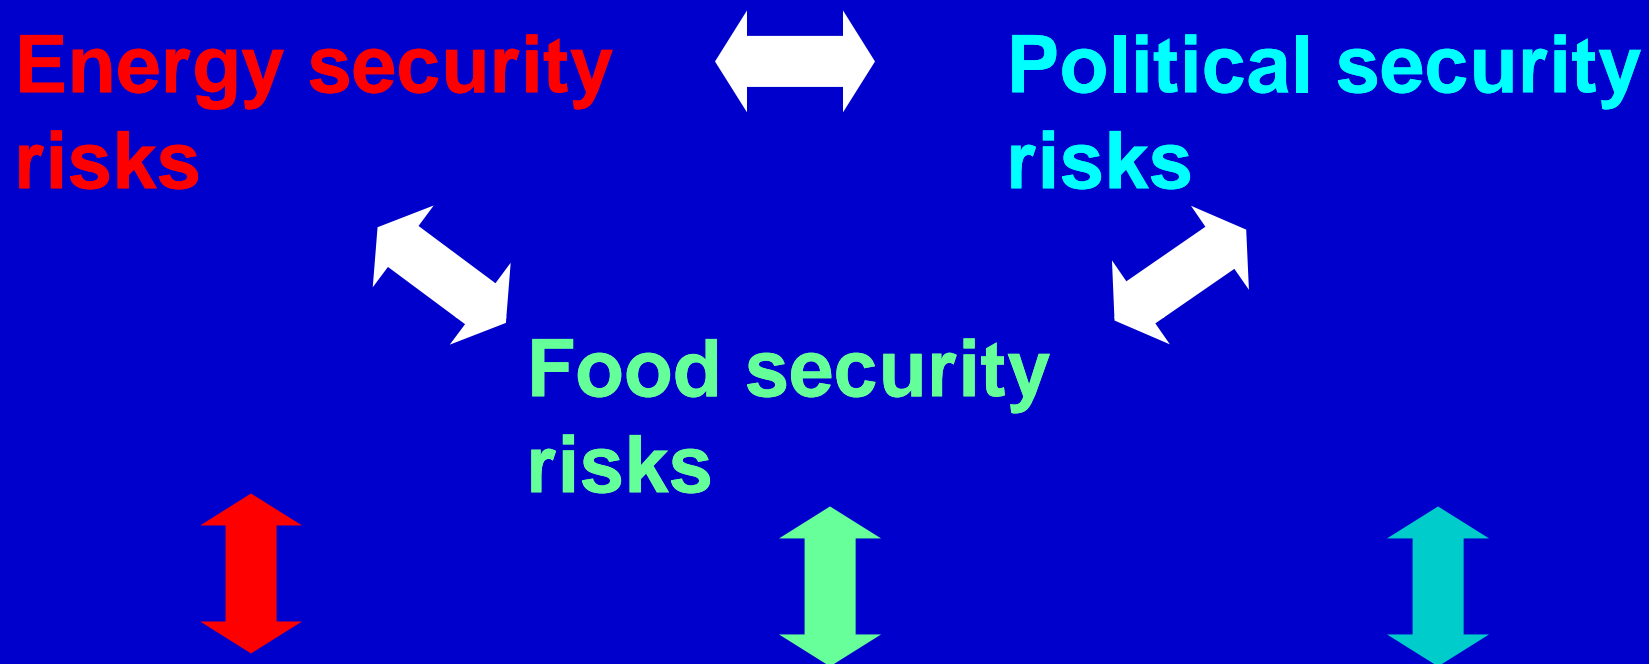 Energy security
risks
Political security
risks
Food security
risks